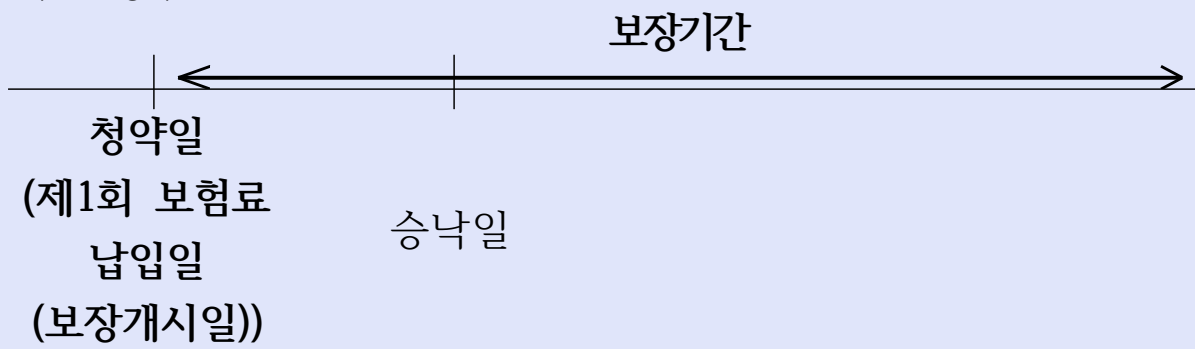 보장기간
청약일
(제1회 보험료
납입일
(보장개시일))
승낙일